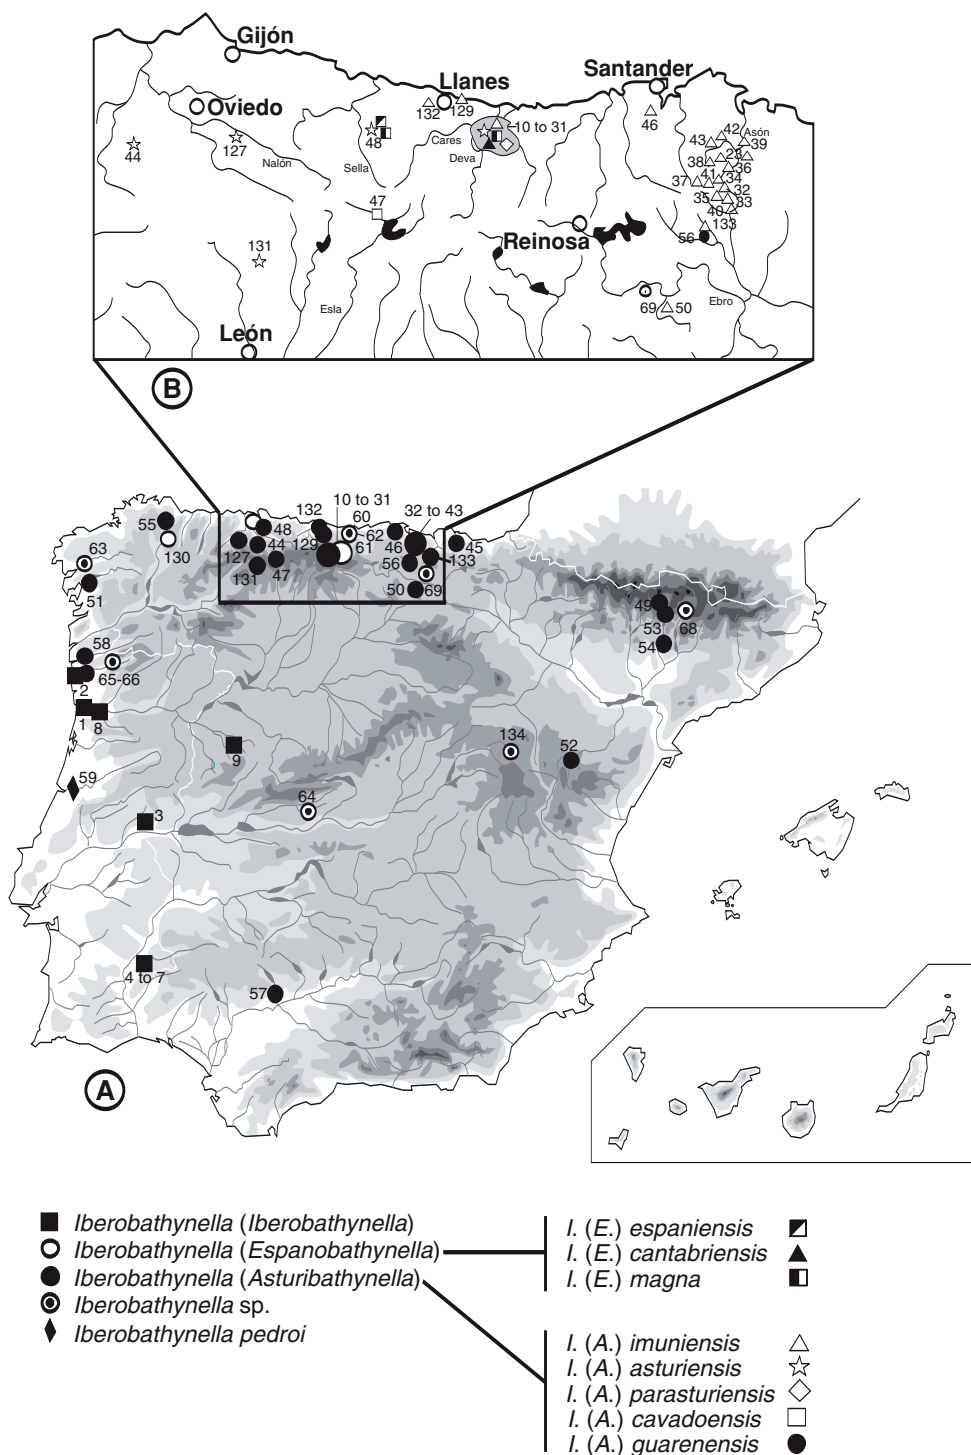 Gijón
Llanes
Santander
Oviedo
132
129
46
10 to 31
42
Asón
43
39
44
127
48
Cares
23
Nalón
Sella
Deva
38
36
41
34
37
32
35
33
47
40
133
131
Reinosa
56
Esla
69
50
Ebro
León
B
10 to 31
132
60
32 to 43
55
48
62
63
130
127
44
129
61
46
45
131
47
56
133
51
50
69
49
53
68
58
54
65-66
2
1
8
134
52
9
59
64
3
4 to 7
57
A
Iberobathynella (Iberobathynella)
Iberobathynella (Espanobathynella)
Iberobathynella (Asturibathynella)
Iberobathynella sp.
Iberobathynella pedroi
I. (E.) espaniensis
I. (E.) cantabriensis
I. (E.) magna
I. (A.) imuniensis
I. (A.) asturiensis
I. (A.) parasturiensis
I. (A.) cavadoensis
I. (A.) guarenensis